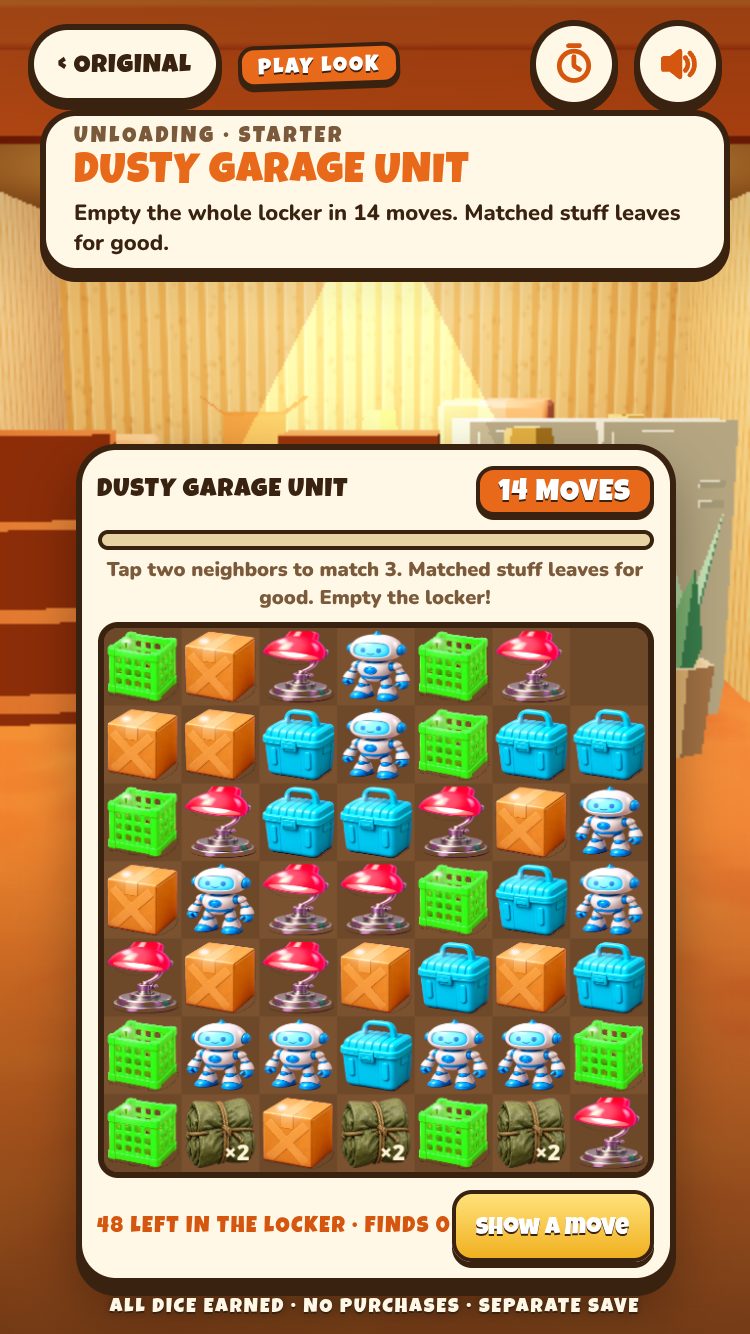 ‹ ORIGINAL
PLAY LOOK
UNLOADING · STARTER
DUSTY GARAGE UNIT
Empty the whole locker in 14 moves. Matched stuff leaves
for good.
DUSTY GARAGE UNIT
14 MOVES
Tap two neighbors to match 3. Matched stuff leaves for
good. Empty the locker!
×2
×2
×2
48 LEFT IN THE LOCKER · FINDS 0
SHOW A MOVE
ALL DICE EARNED · NO PURCHASES · SEPARATE SAVE